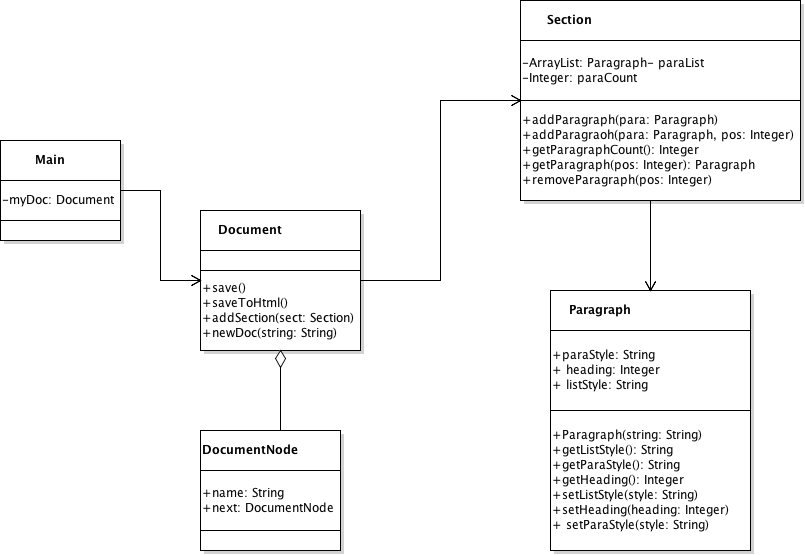 Section
-ArrayList: Paragraph- paraList
-Integer: paraCount
+addParagraph(para: Paragraph)
+addParagraoh(para: Paragraph, pos: Integer)
+getParagraphCount(): Integer
+getParagraph(pos: Integer): Paragraph
+removeParagraph(pos: Integer)
Main
-myDoc: Document
Document
+save()
+saveToHtml()
+addSection(sect: Section)
+newDoc(string: String)
Paragraph
+paraStyle: String
+ heading: Integer
+ listStyle: String
+Paragraph(string: String)
+getListStyle(): String
+getParaStyle(): String
+getHeading(): Integer
+setListStyle(style: String)
+setHeading(heading: Integer)
+ setParaStyle(style: String)
DocumentNode
+name: String
+next: DocumentNode